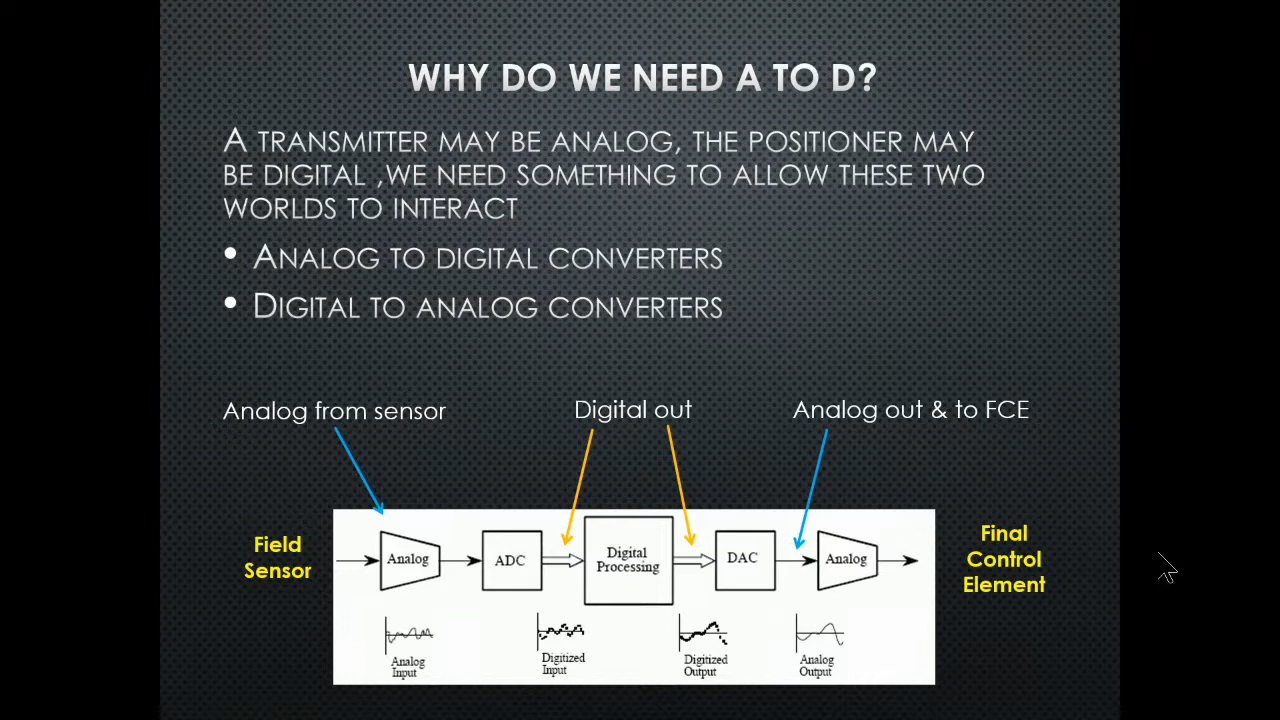 WHY DO WE NEED A TO D?
A TRANSMITTER MAY BE ANALOG, THE POSITIONER MAY
BE DIGITAL ,WE NEED SOMETHING TO ALLOW THESE TWO
WORLDS TO INTERACT
• ANALOG TO DIGITAL CONVERTERS
• DIGITAL TO ANALOG CONVERTERS
Analog from sensor
Digital out
Analog out & to FCE
Field
Sensor
Analog
ADC
Digital
Processing
DAC
Analog
Final
Control
Element
Analog
Input
Digitized
Input
Digitized
Output
Analog
Output